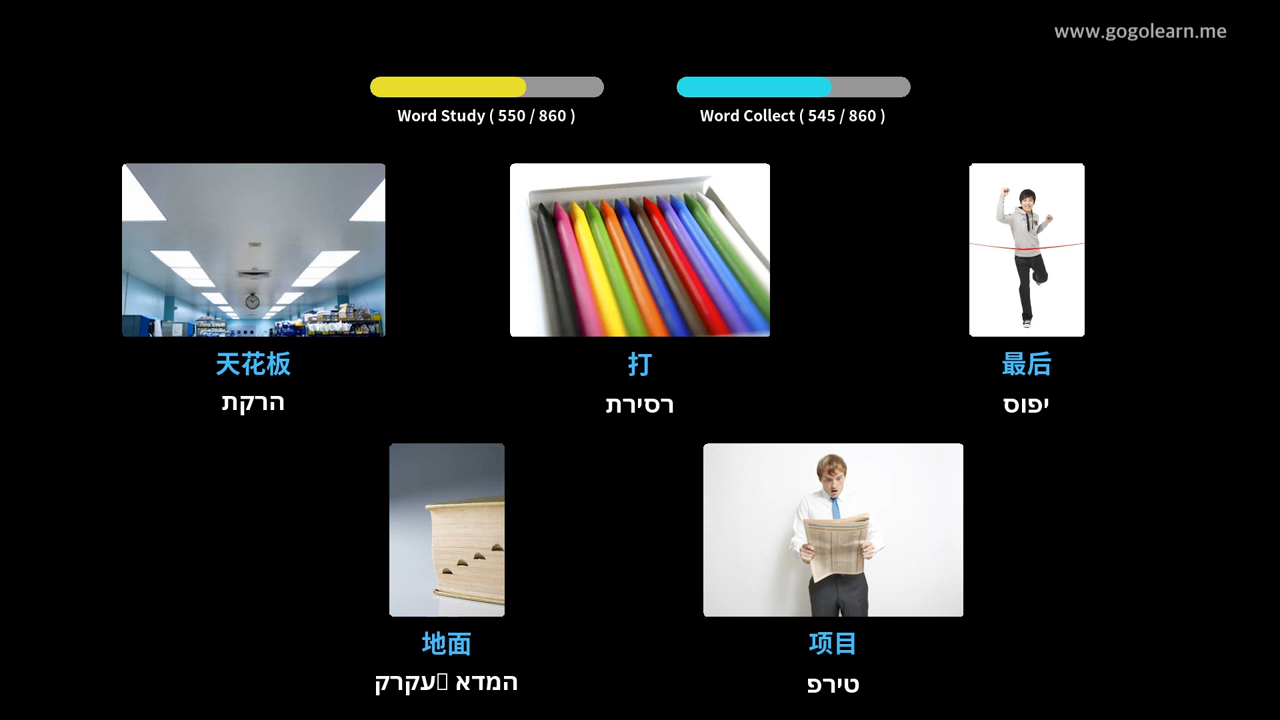 www.gogolearn.me
Word Study ( 550 / 860 )
Word Collect ( 545 / 860 )
天花板
הרקת
打
רסירת
最后
יפוס
地面
המדא עקרק
项目
טירפ